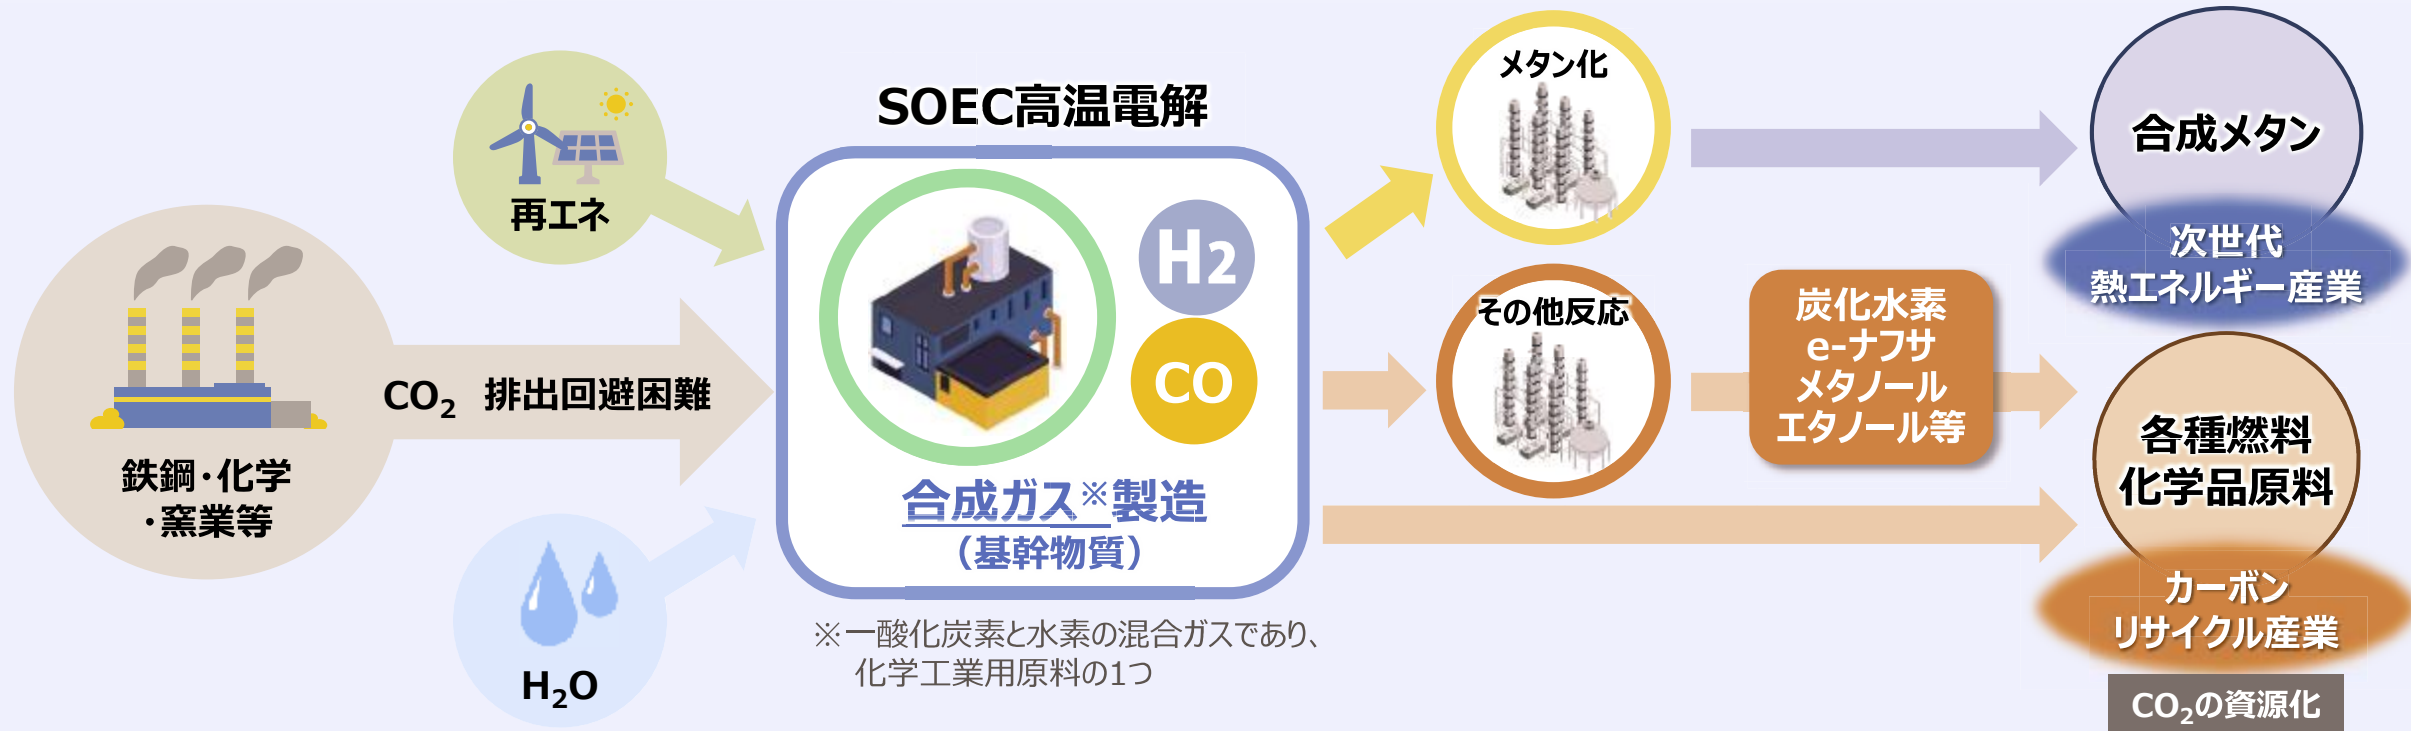 鉄鋼・化学
・窯業等
CO₂ 排出回避困難
再エネ
H₂O
SOEC高温電解
H2
CO
合成ガス※製造
（基幹物質）
※一酸化炭素と水素の混合ガスであり、
化学工業用原料の1つ
メタン化
その他反応
炭化水素
e-ナフサ
メタノール
エタノール等
合成メタン
次世代
熱エネルギー産業
各種燃料
化学品原料
カーボン
リサイクル産業
CO₂の資源化